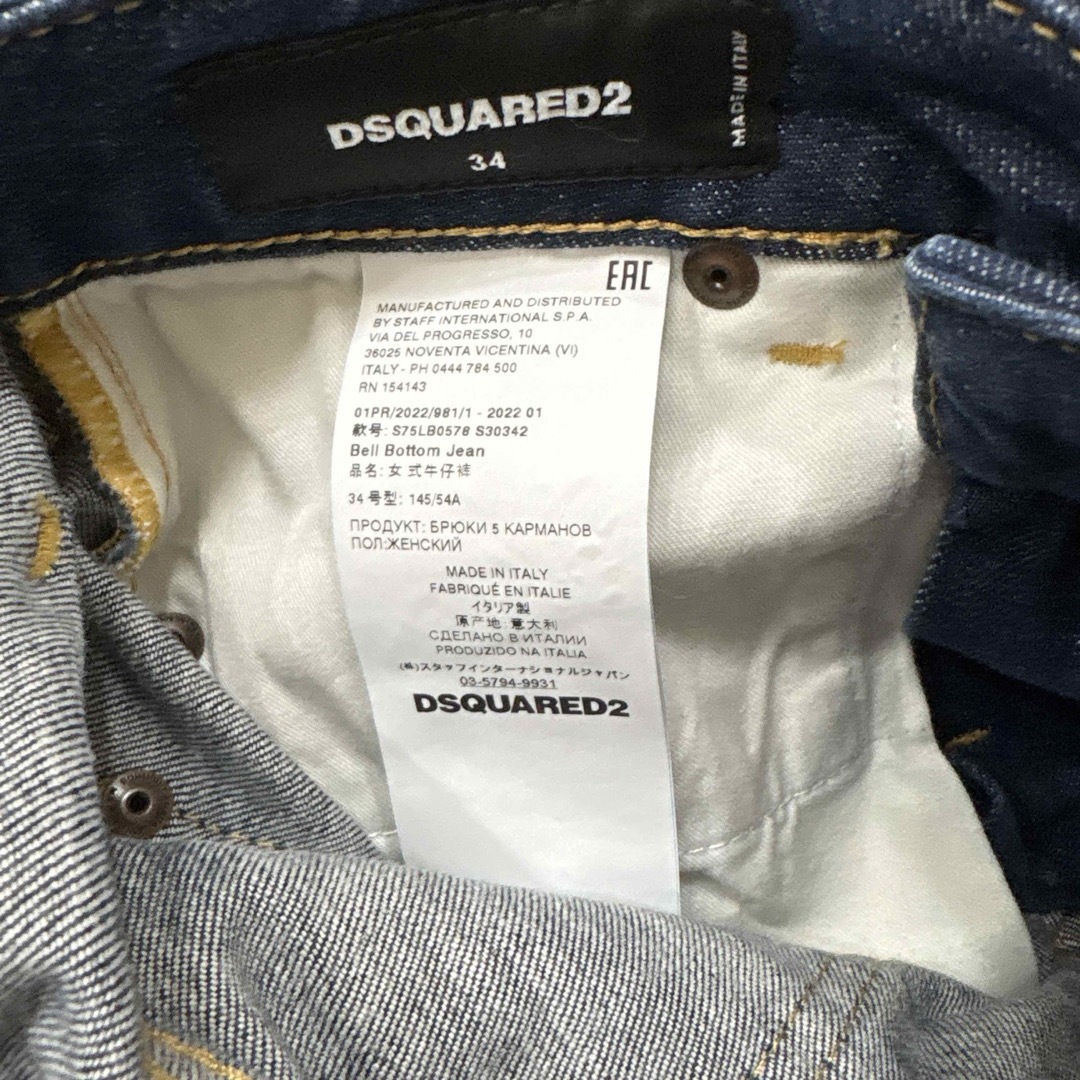 DSQUARED2
34
MADE IN ITALY
EAC
MANUFACTURED AND DISTRIBUTED
BY STAFF INTERNATIONAL S.P.A.
VIA DEL PROGRESSO, 10
36025 NOVENTA VICENTINA (VI)
ITALY - PH 0444 784 500
RN 154143
01PR/2022/981/1 - 2022 01
款号: S75LB0578 S30342
Bell Bottom Jean
品名: 女式牛仔裤
34 号型: 145/54A
ПРОДУКТ: БРЮКИ 5 КАРМАНОВ
ПОЛ:ЖЕНСКИЙ
MADE IN ITALY
FABRIQUÉ EN ITALIE
イタリア製
原产地: 意大利
СДЕЛАНО В ИТАЛИИ
PRODUZIDO NA ITALIA
(株)スタッフインターナショナルジャパン
03-5794-9931
DSQUARED2